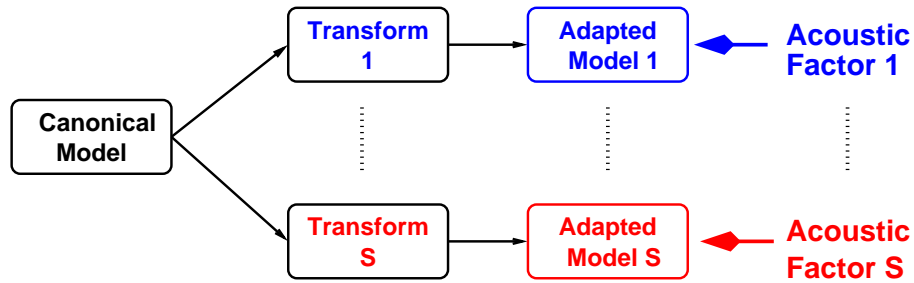 Transform
1
Adapted
Model 1
Acoustic
Factor 1
Canonical
Model
Transform
S
Adapted
Model S
Acoustic
Factor S